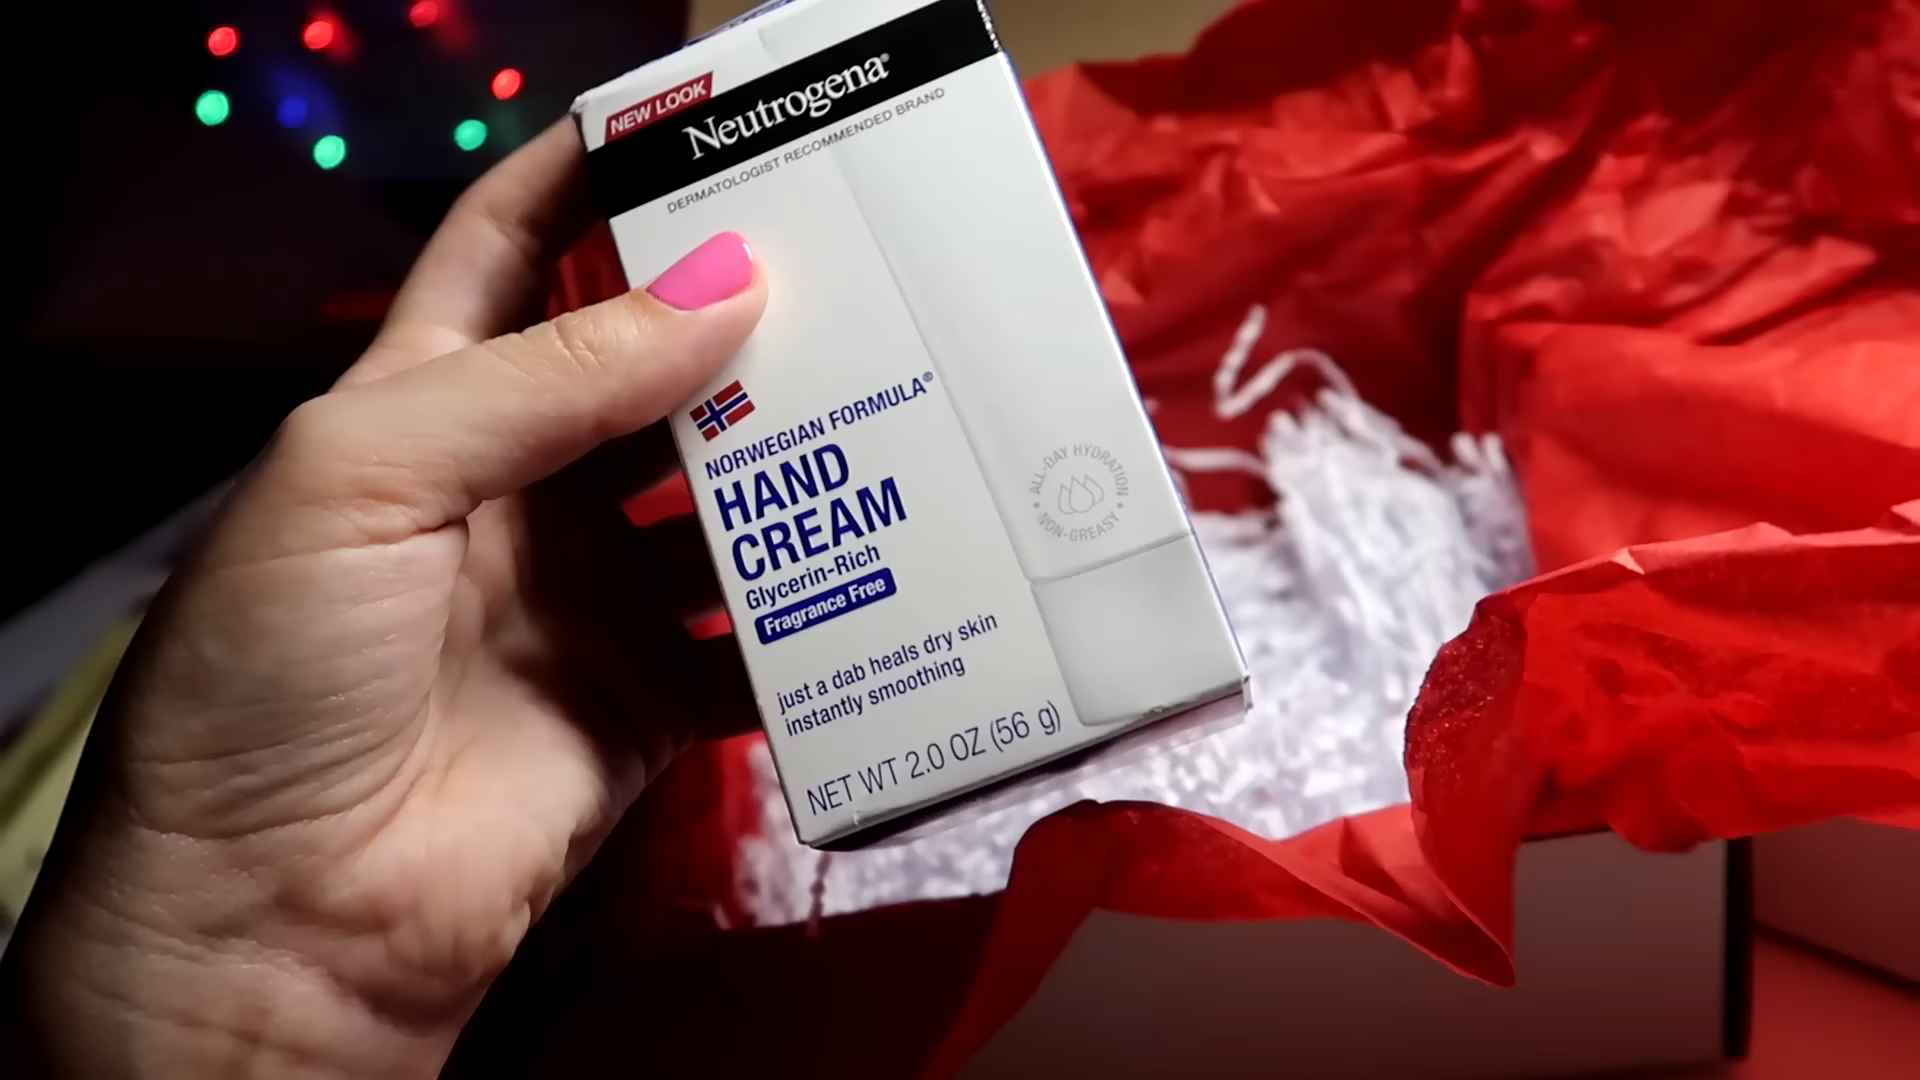 NEW LOOK
Neutrogena®
DERMATOLOGIST RECOMMENDED BRAND
NORWEGIAN FORMULA®
HAND
CREAM
Glycerin-Rich
Fragrance Free
just a dab heals dry skin
instantly smoothing
NET WT 2.0 OZ (56 g)
• ALL-DAY HYDRATION •
NON-GREASY